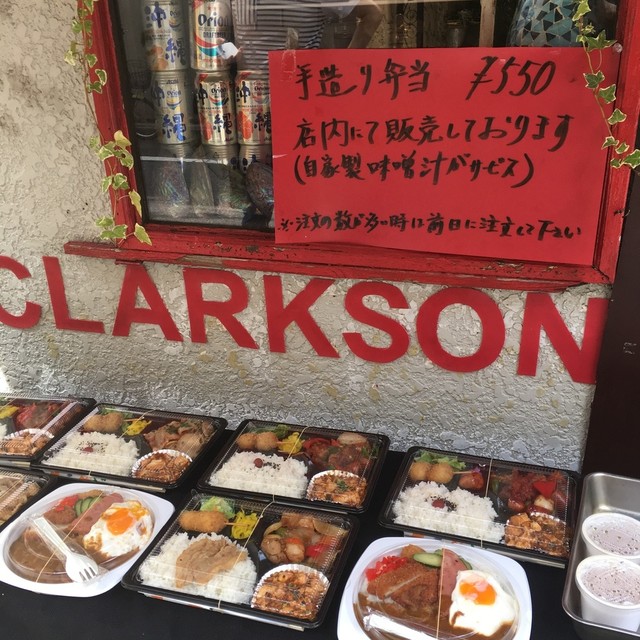 Orion
手造り弁当 ¥550
店内にて販売しております
(自家製味噌汁がサービス)
※注文の数が多い時は前日に注文して下さい
CLARKSON